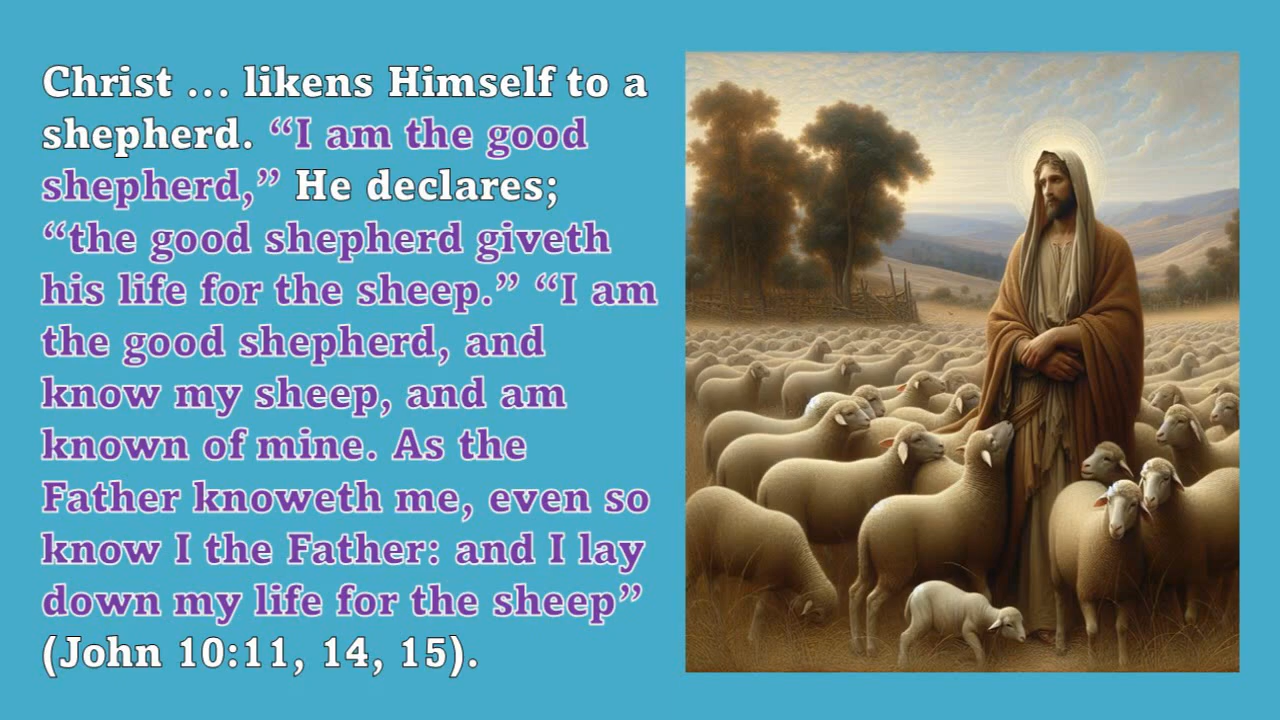 Christ ... likens Himself to a
shepherd. “I am the good
shepherd,” He declares;
“the good shepherd giveth
his life for the sheep.” “I am
the good shepherd, and
know my sheep, and am
known of mine. As the
Father knoweth me, even so
know I the Father: and I lay
down my life for the sheep”
(John 10:11, 14, 15).